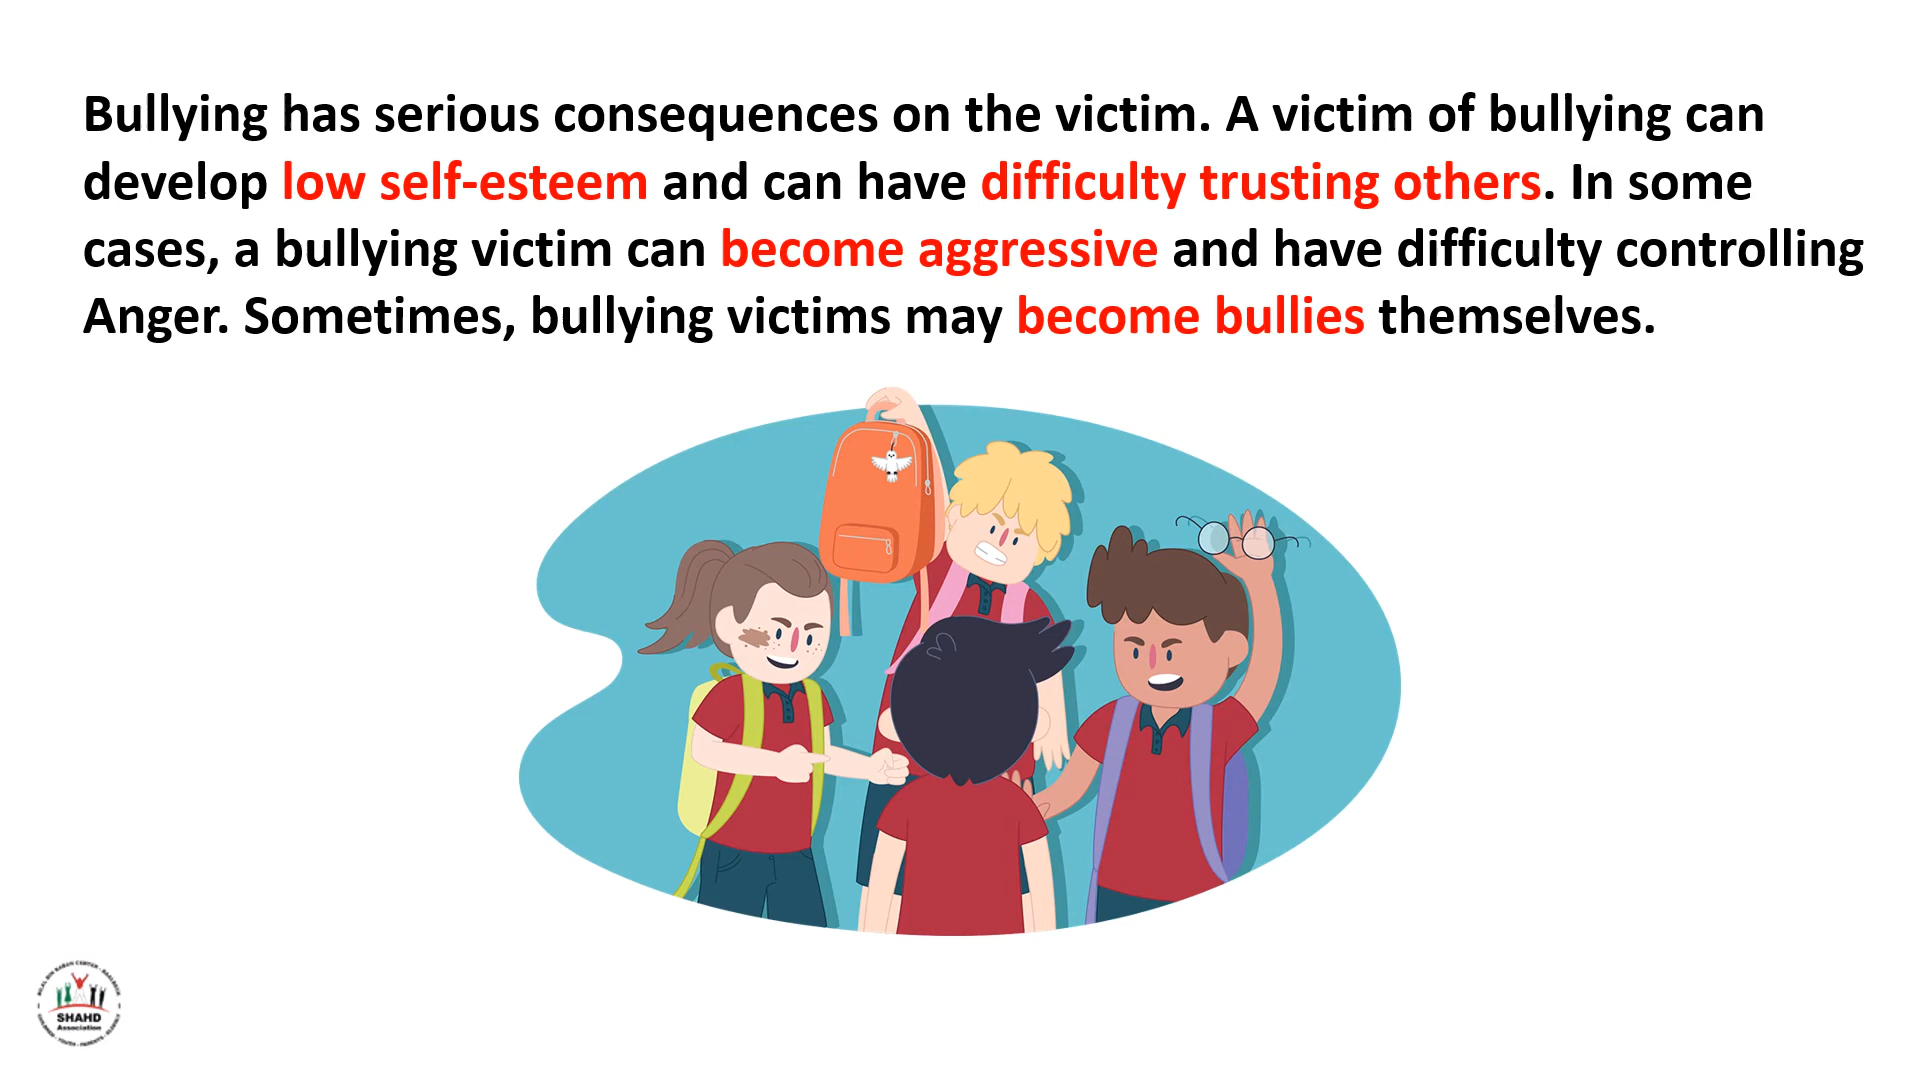 Bullying has serious consequences on the victim. A victim of bullying can
develop low self-esteem and can have difficulty trusting others. In some
cases, a bullying victim can become aggressive and have difficulty controlling
Anger. Sometimes, bullying victims may become bullies themselves.
SHAHD
Association